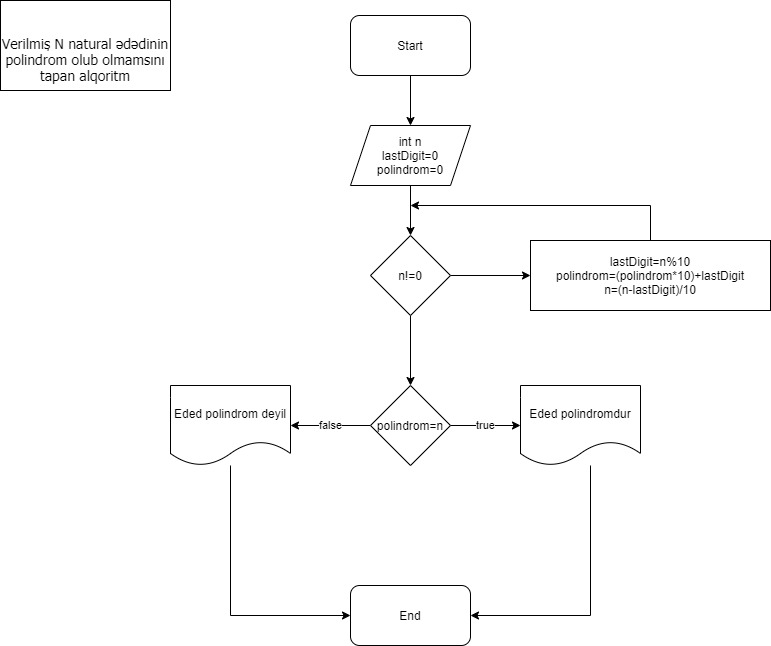 Verilmiş N natural ədədinin
polindrom olub olmamsını
tapan alqoritm
Start
int n
lastDigit=0
polindrom=0
n!=0
lastDigit=n%10
polindrom=(polindrom*10)+lastDigit
n=(n-lastDigit)/10
Eded polindrom deyil
false
polindrom=n
true
Eded polindromdur
End